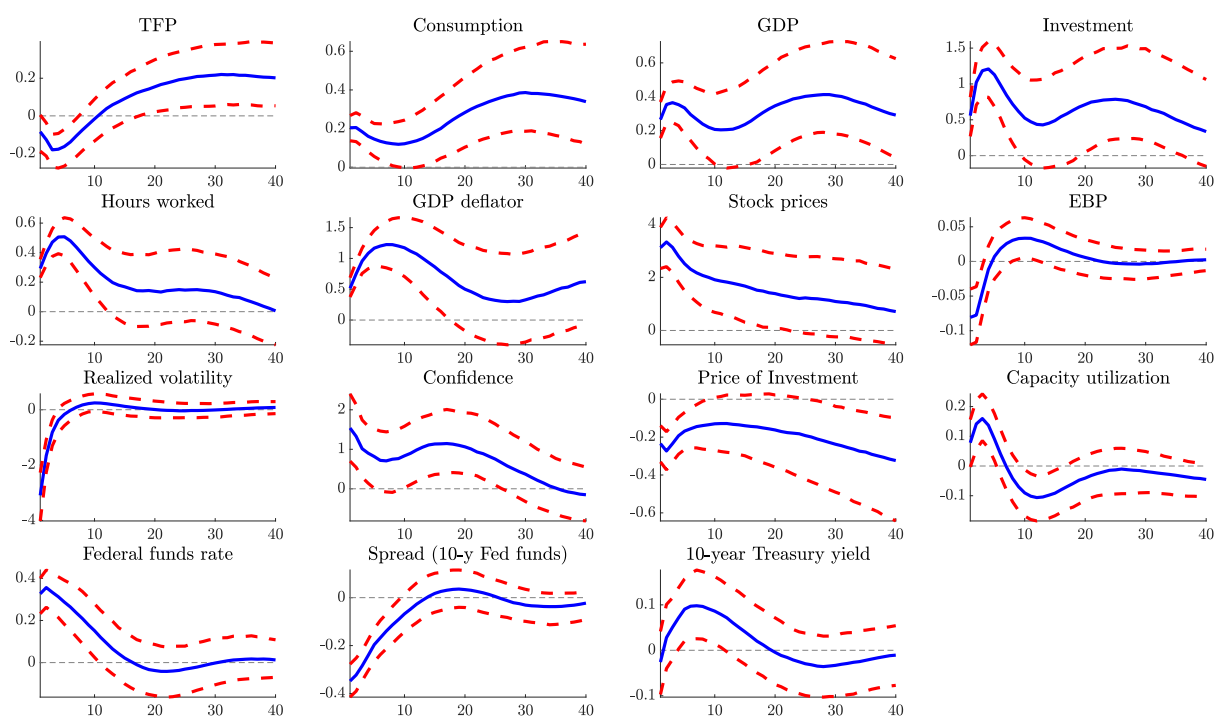 TFP
0.2
0
-0.2
10 20 30 40
Consumption
0.6
0.4
0.2
0
10 20 30 40
GDP
0.6
0.4
0.2
0
10 20 30 40
Investment
1.5
1
0.5
0
10 20 30 40
Hours worked
0.6
0.4
0.2
0
-0.2
10 20 30 40
GDP deflator
1.5
1
0.5
0
10 20 30 40
Stock prices
4
2
0
10 20 30 40
EBP
0.05
0
-0.05
-0.1
10 20 30 40
Realized volatility
0
-2
-4
10 20 30 40
Confidence
2
1
0
10 20 30 40
Price of Investment
0
-0.2
-0.4
-0.6
10 20 30 40
Capacity utilization
0.2
0.1
0
-0.1
10 20 30 40
Federal funds rate
0.4
0.2
0
10 20 30 40
Spread (10-y Fed funds)
0
-0.2
-0.4
10 20 30 40
10-year Treasury yield
0.1
0
-0.1
10 20 30 40